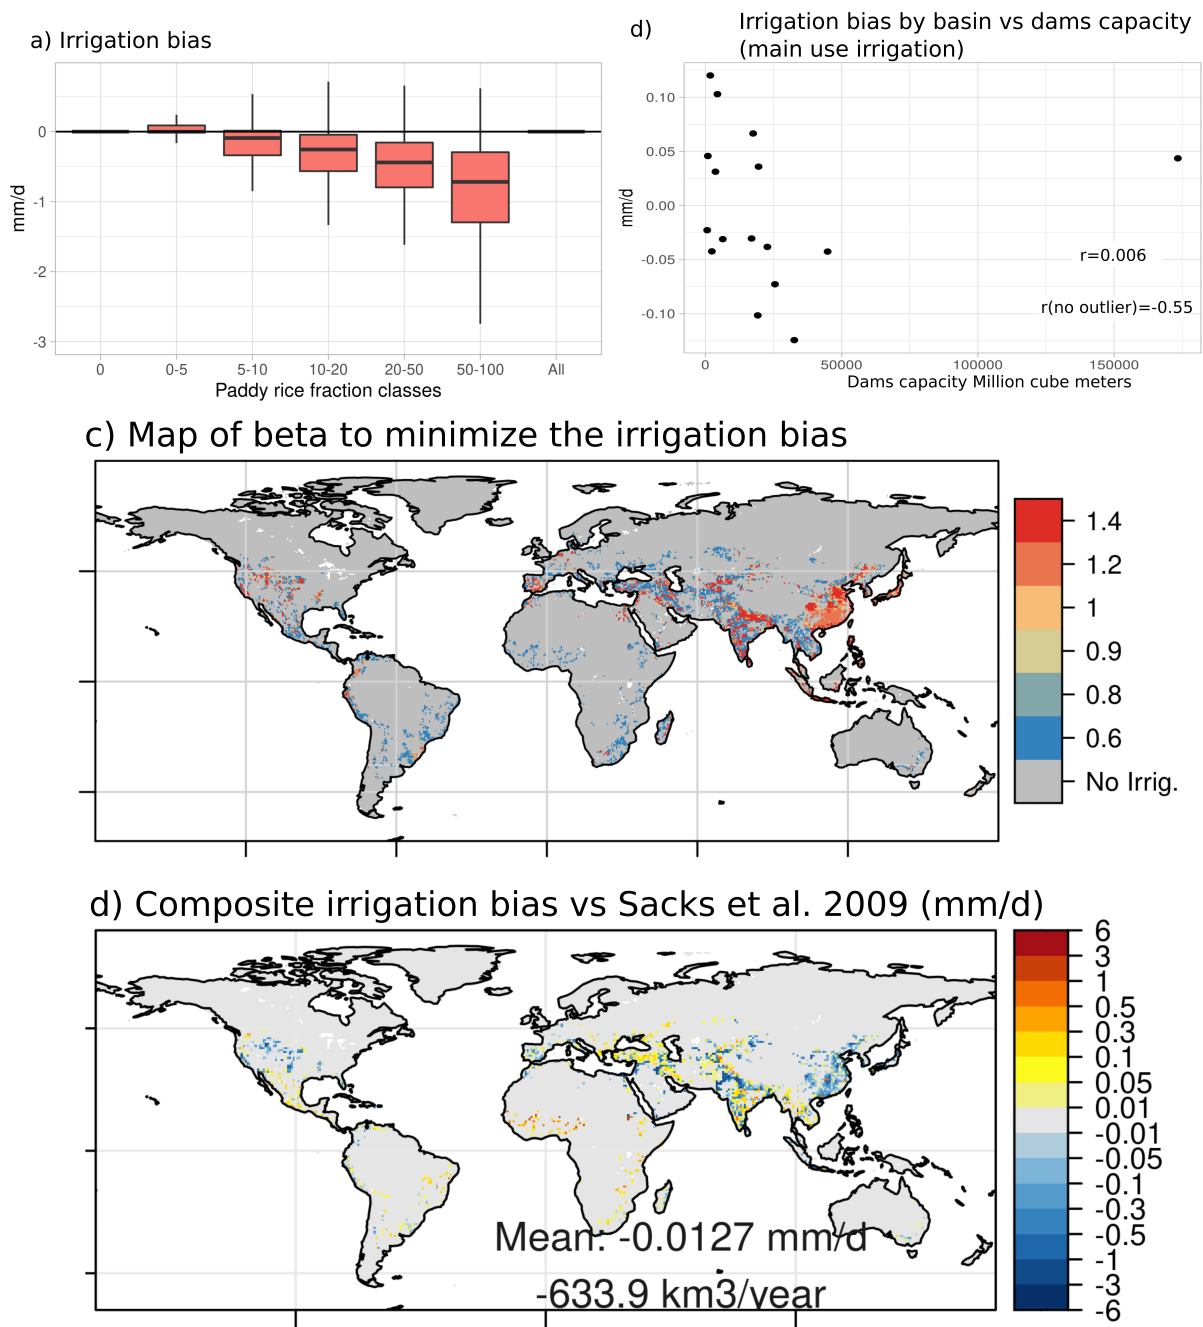 a) Irrigation bias
0
-1
-2
-3
mm/d
0
0-5
5-10
10-20
20-50
50-100
All
Paddy rice fraction classes
d)
Irrigation bias by basin vs dams capacity
(main use irrigation)
0.10
0.05
0.00
-0.05
-0.10
mm/d
r=0.006
r(no outlier)=-0.55
0
50000
100000
150000
Dams capacity Million cube meters
c) Map of beta to minimize the irrigation bias
1.4
1.2
1
0.9
0.8
0.6
No Irrig.
d) Composite irrigation bias vs Sacks et al. 2009 (mm/d)
6
3
1
0.5
0.3
0.1
0.05
0.01
-0.01
-0.05
-0.1
-0.3
-0.5
-1
-3
-6
Mean: -0.0127 mm/d
-633.9 km3/year